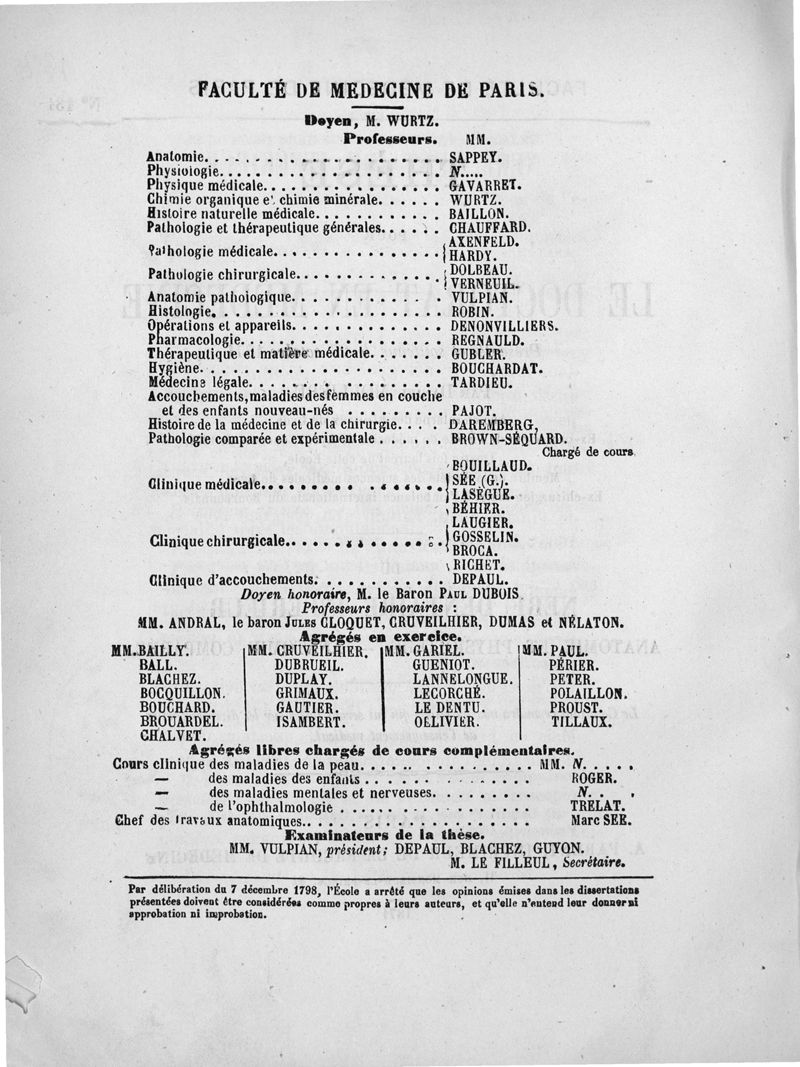 FACULTÉ DE MEDECINE DE PARIS.
Doyen, M. WURTZ.
Professeurs. MM.
Anatomie. SAPPEY.
Physiologie. N.....
Physique médicale. GAVARRET.
Chimie organique et chimie minérale. WURTZ.
Histoire naturelle médicale. BAILLON.
Pathologie et thérapeutique générales. CHAUFFARD.
Pathologie médicale. AXENFELD.
HARDY.
Pathologie chirurgicale. DOLBEAU.
VERNEUIL.
Anatomie pathologique. VULPIAN.
Histologie. ROBIN.
Opérations et appareils. DENONVILLIERS.
Pharmacologie. REGNAULD.
Thérapeutique et matière médicale. GUBLER.
Hygiène. BOUCHARDAT.
Médecine légale. TARDIEU.
Accouchements, maladies des femmes en couche
et des enfants nouveau-nés PAJOT.
Histoire de la médecine et de la chirurgie. DAREMBERG,
Pathologie comparée et expérimentale BROWN-SÉQUARD.
Chargé de cours
Clinique médicale. BOUILLAUD.
SÉE (G.).
LASÈGUE.
BÉHIER.
Clinique chirurgicale. LAUGIER.
GOSSELIN.
BROCA.
RICHET.
Clinique d'accouchements. DEPAUL.
Doyen honoraire, M. le Baron PAUL DUBOIS
Professeurs honoraires :
MM. ANDRAL, le baron JULES CLOQUET, CRUVEILHIER, DUMAS et NÉLATON.
Agrégés en exercice.
MM. BAILLY. MM. CRUVEILHIER. MM. GARIEL. MM. PAUL.
BALL. DUBRUEIL. GUENIOT. PÉRIER.
BLACHEZ. DUPLAY. LANNELONGUE. PETER.
BOCQUILLON. GRIMAUX. LECORCHÉ. POLAILLON.
BOUCHARD. GAUTIER. LE DENTU. PROUST.
BROUARDEL. ISAMBERT. OLLIVIER. TILLAUX.
CHALVET.
Agrégés libres chargés de cours complémentaires.
Cours clinique des maladies de la peau. MM. N.....
— des maladies des enfants ROGER.
— des maladies mentales et nerveuses. N...
— de l'ophthalmologie TRELAT.
Chef des travaux anatomiques. Marc SEE.
Examinateurs de la thèse.
MM. VULPIAN, président; DEPAUL, BLACHEZ, GUYON.
M. LE FILLEUL, Secrétaire.
Par délibération du 7 décembre 1798, l'École a arrêté que les opinions émises dans les dissertations
présentées doivent être considérées comme propres à leurs auteurs, et qu'elle n'entend leur donner ni
approbation ni improbation.